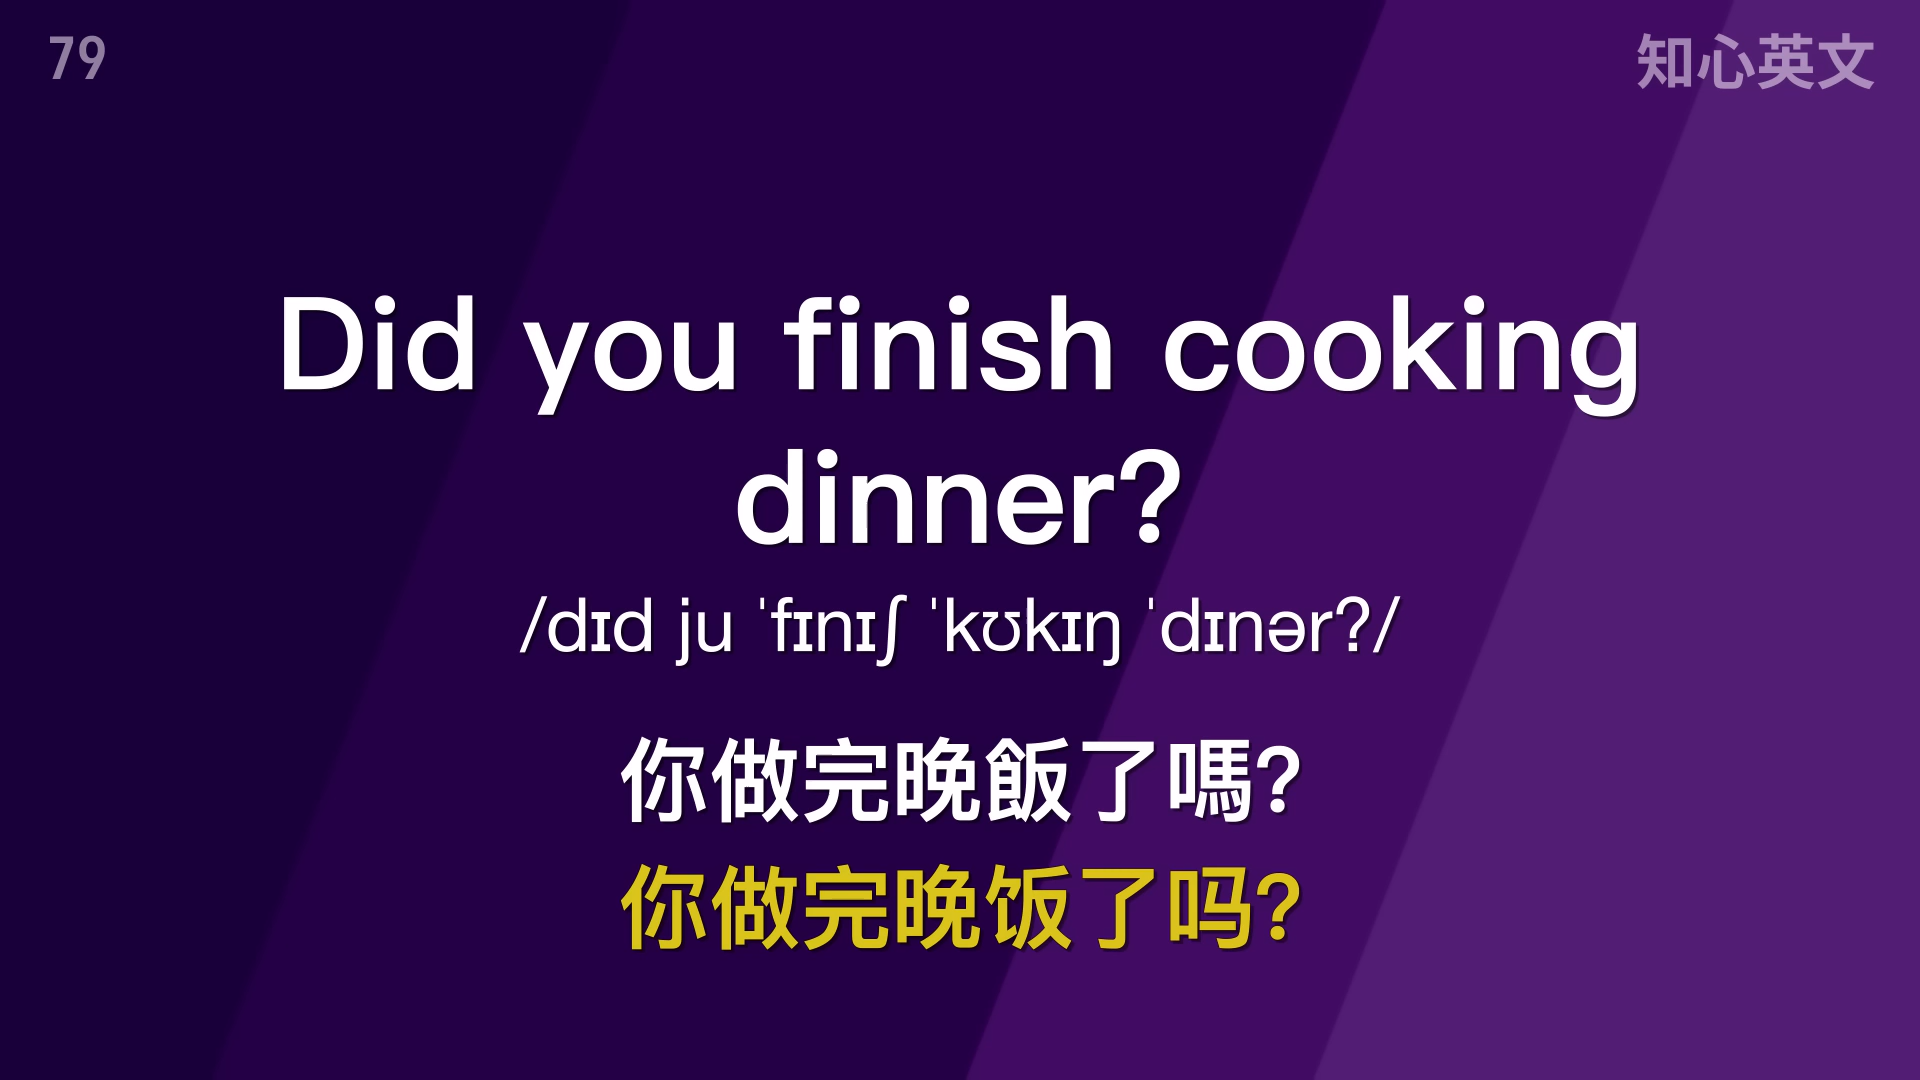 79
知心英文
Did you finish cooking
dinner?
/dɪd ju ˈfɪnɪʃ ˈkʊkɪŋ ˈdɪnər?/
你做完晚飯了嗎?
你做完晚饭了吗?